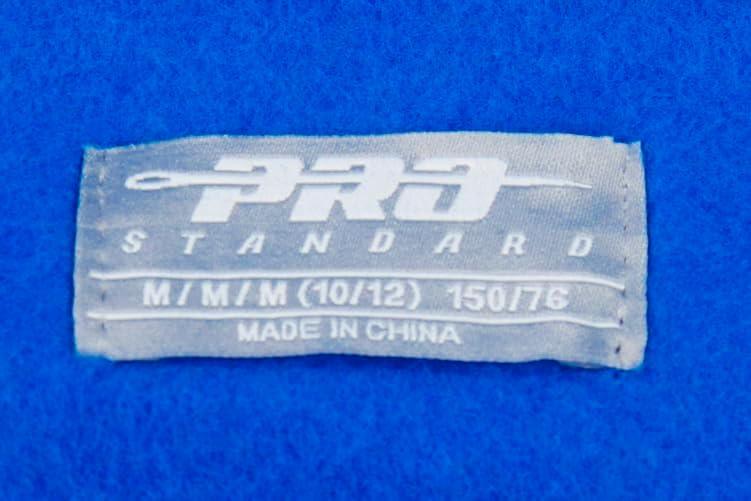 PRO
STANDARD
M/M/M (10/12) 150/76
MADE IN CHINA